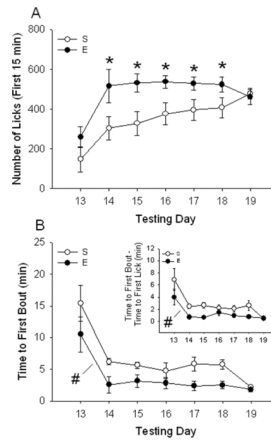 A
Number of Licks (First 15 min)
800
600
400
200
0
S
E
* * * * *
13 14 15 16 17 18 19
Testing Day
B
Time to First Bout (min)
25
20
15
10
5
0
S
E
#
13 14 15 16 17 18 19
Testing Day
Time to First Bout -
Time to First Lick (min)
12
10
8
6
4
2
0
S
E
#
13 14 15 16 17 18 19
Testing Day